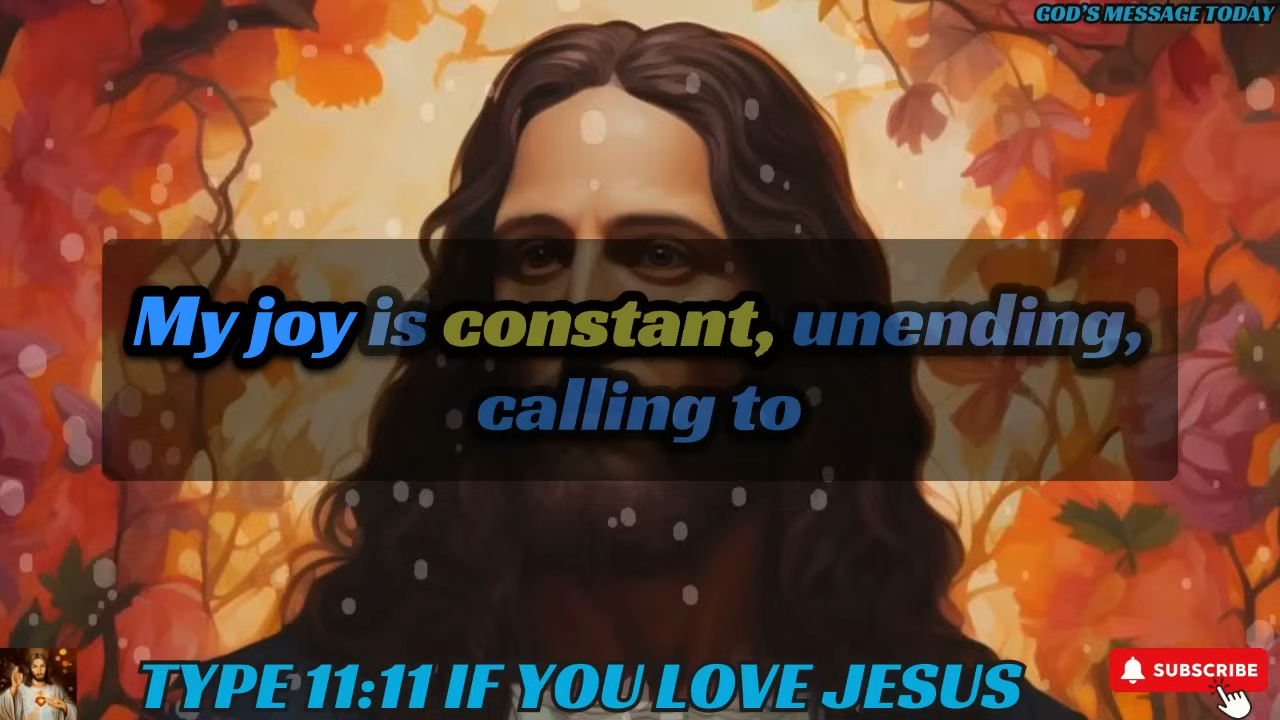 GOD'S MESSAGE TODAY
My joy is constant, unending,
calling to
TYPE 11:11 IF YOU LOVE JESUS
SUBSCRIBE